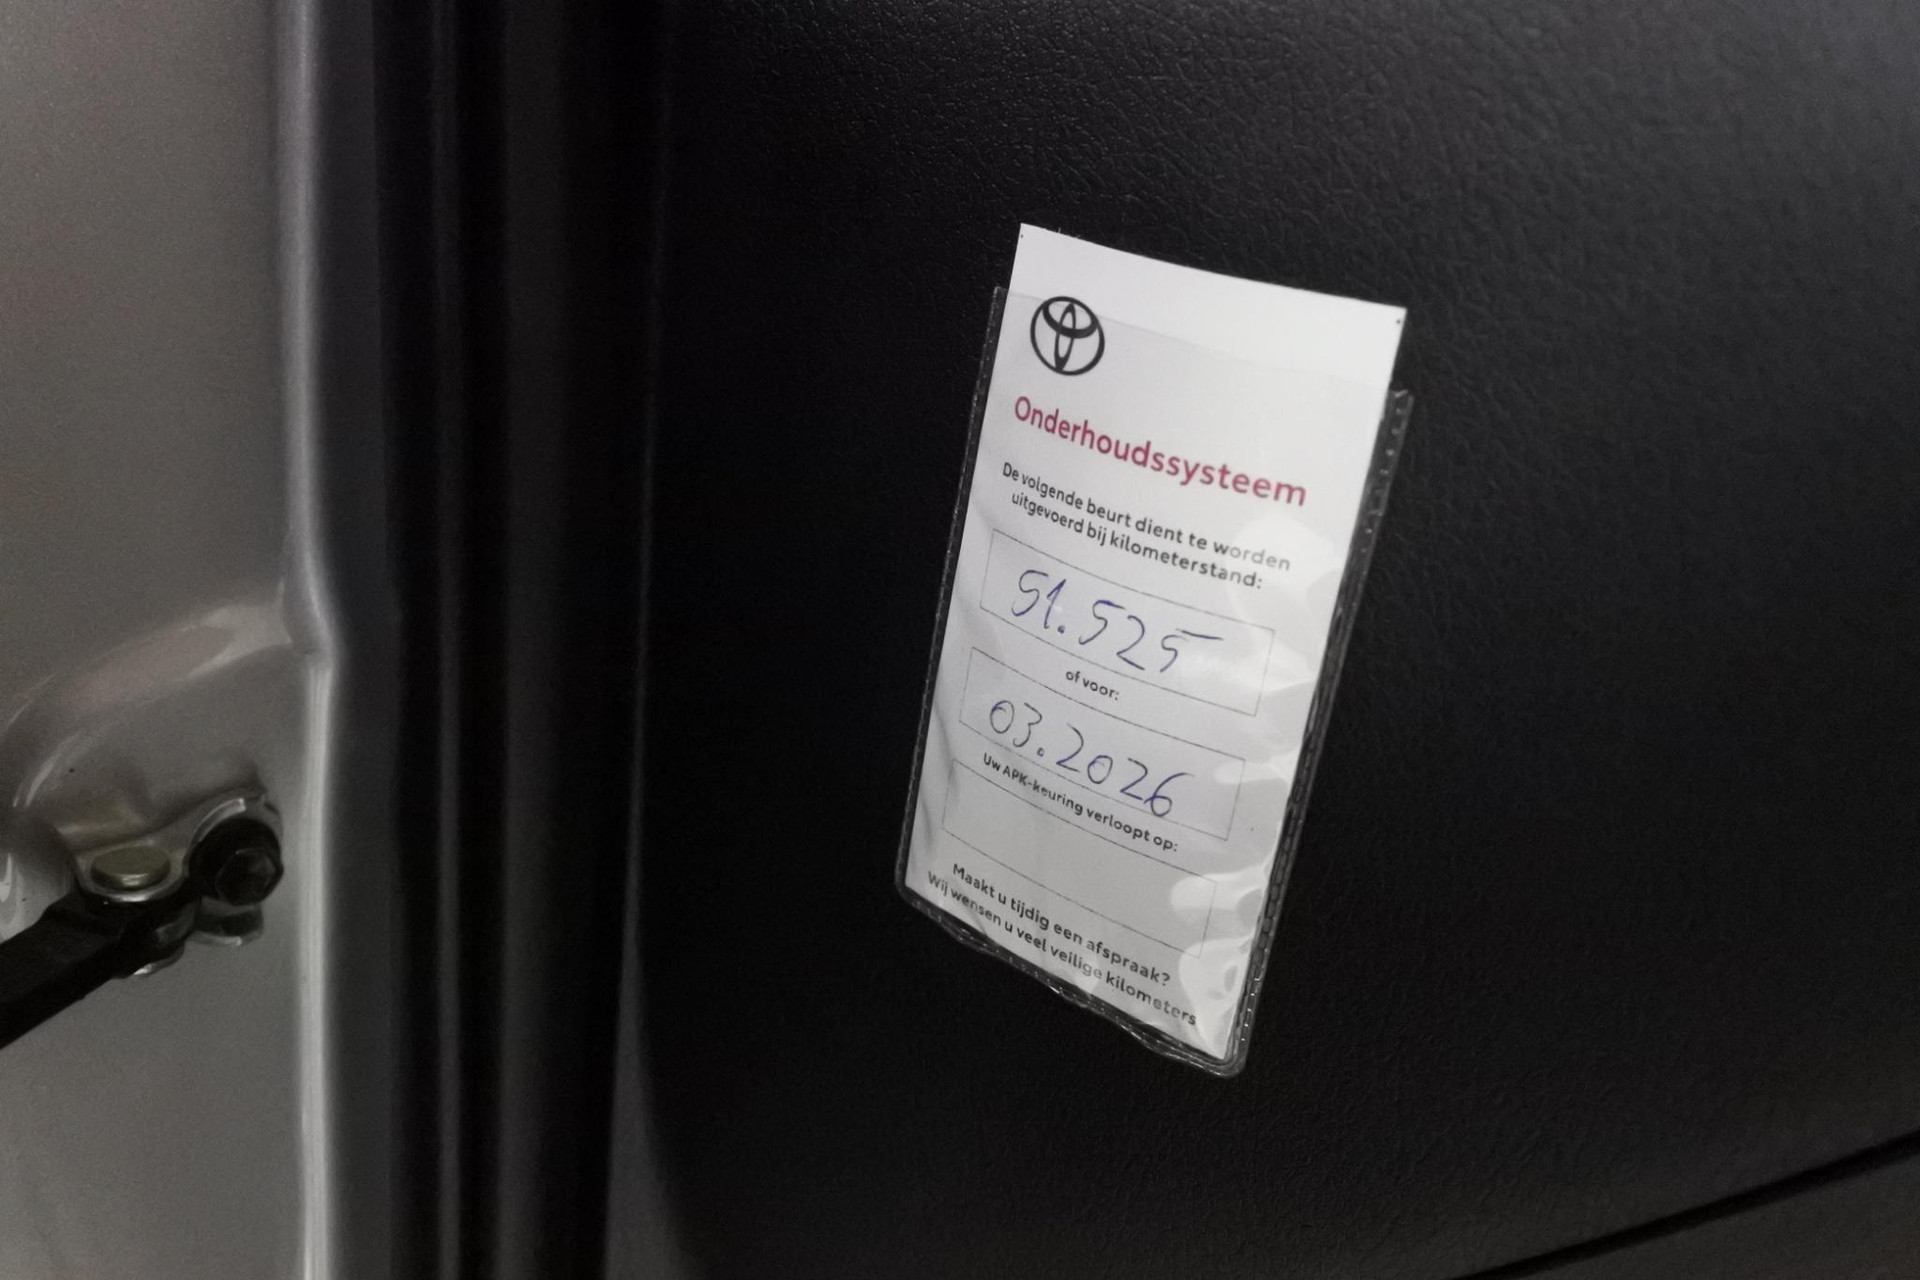 Onderhoudssysteem
De volgende beurt dient te worden
uitgevoerd bij kilometerstand:
51.525
of voor:
03.2026
Uw APK-keuring verloopt op:
Maakt u tijdig een afspraak?
Wij wensen u veel veilige kilometers